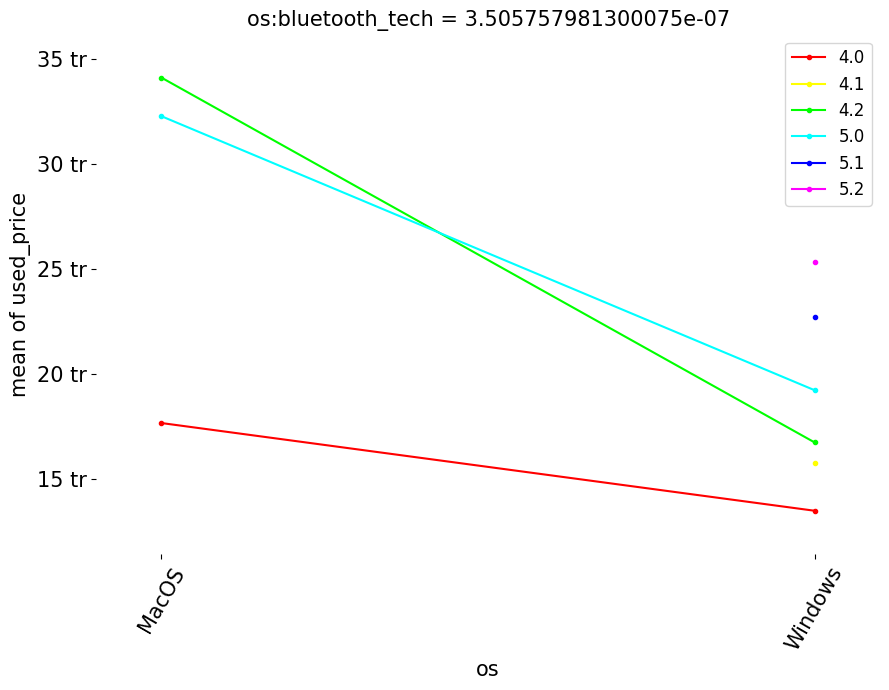 os:bluetooth_tech = 3.505757981300075e-07
35 tr
30 tr
25 tr
20 tr
15 tr
mean of used_price
4.0
4.1
4.2
5.0
5.1
5.2
MacOS
Windows
os